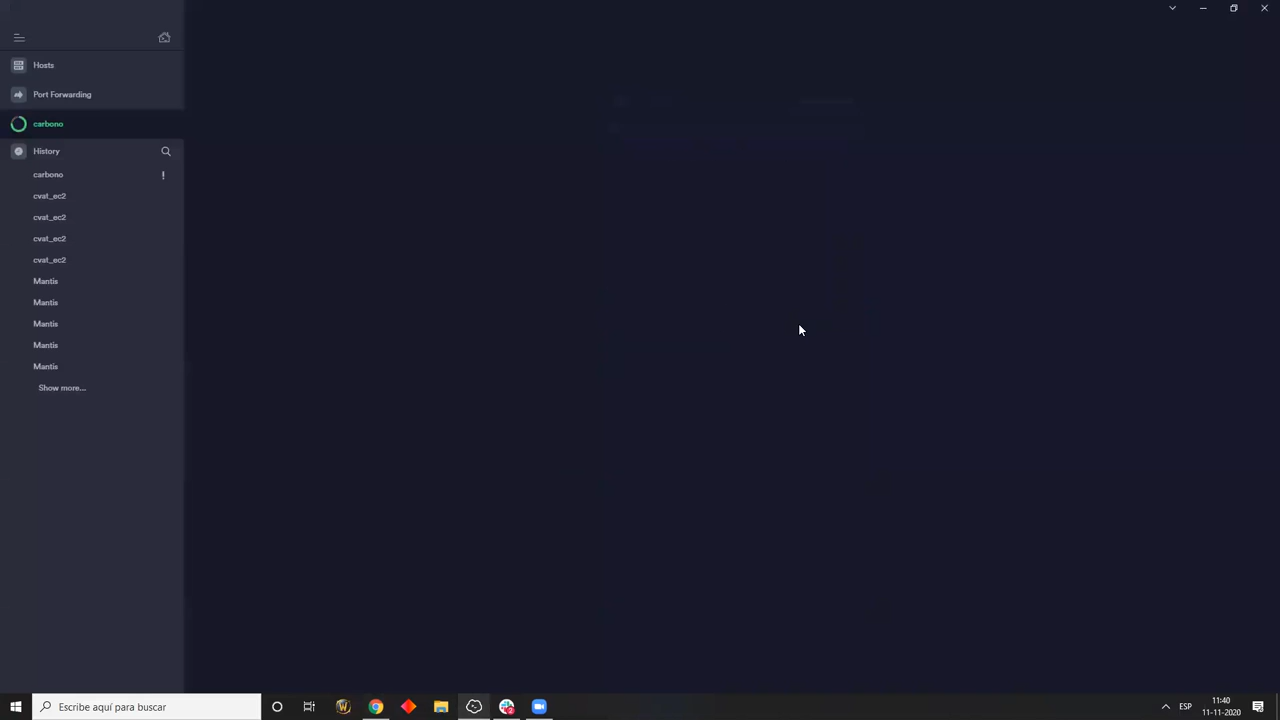 Hosts
Port Forwarding
carbono
History
carbono
cvat_ec2
cvat_ec2
cvat_ec2
cvat_ec2
Mantis
Mantis
Mantis
Mantis
Mantis
Show more...
Escribe aquí para buscar
ESP
11:40
11-11-2020